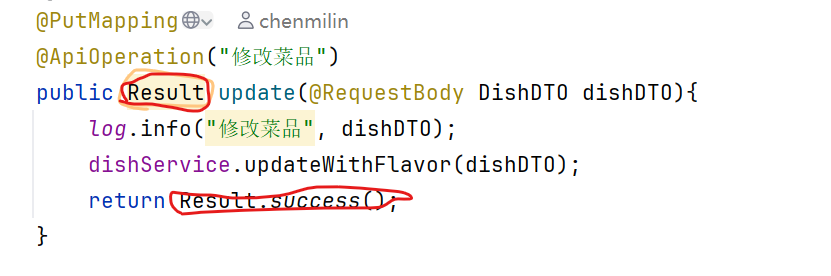 @PutMapping chenmilin
@ApiOperation("修改菜品")
public Result update(@RequestBody DishDTO dishDTO){
log.info("修改菜品", dishDTO);
dishService.updateWithFlavor(dishDTO);
return Result.success();
}